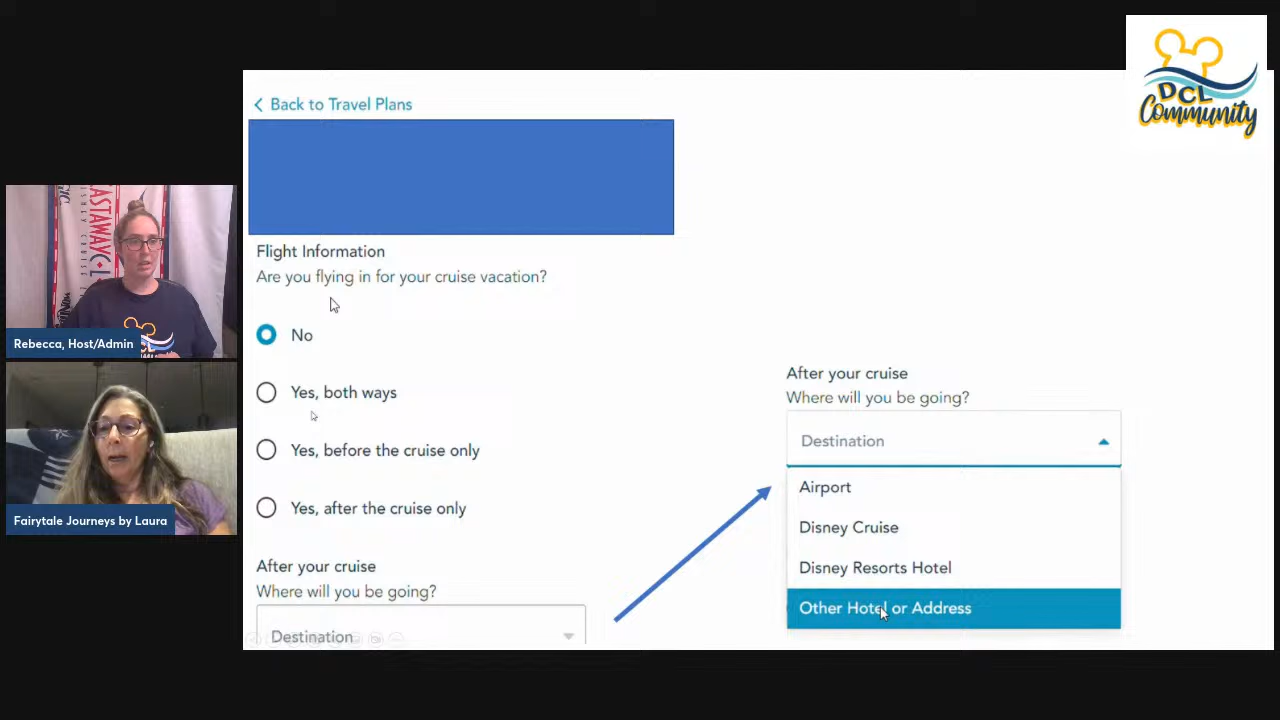 DCL
Community
Back to Travel Plans
Flight Information
Are you flying in for your cruise vacation?
No
Yes, both ways
Yes, before the cruise only
Yes, after the cruise only
After your cruise
Where will you be going?
Destination
After your cruise
Where will you be going?
Destination
Airport
Disney Cruise
Disney Resorts Hotel
Other Hotel or Address
Rebecca, Host/Admin
Fairytale Journeys by Laura